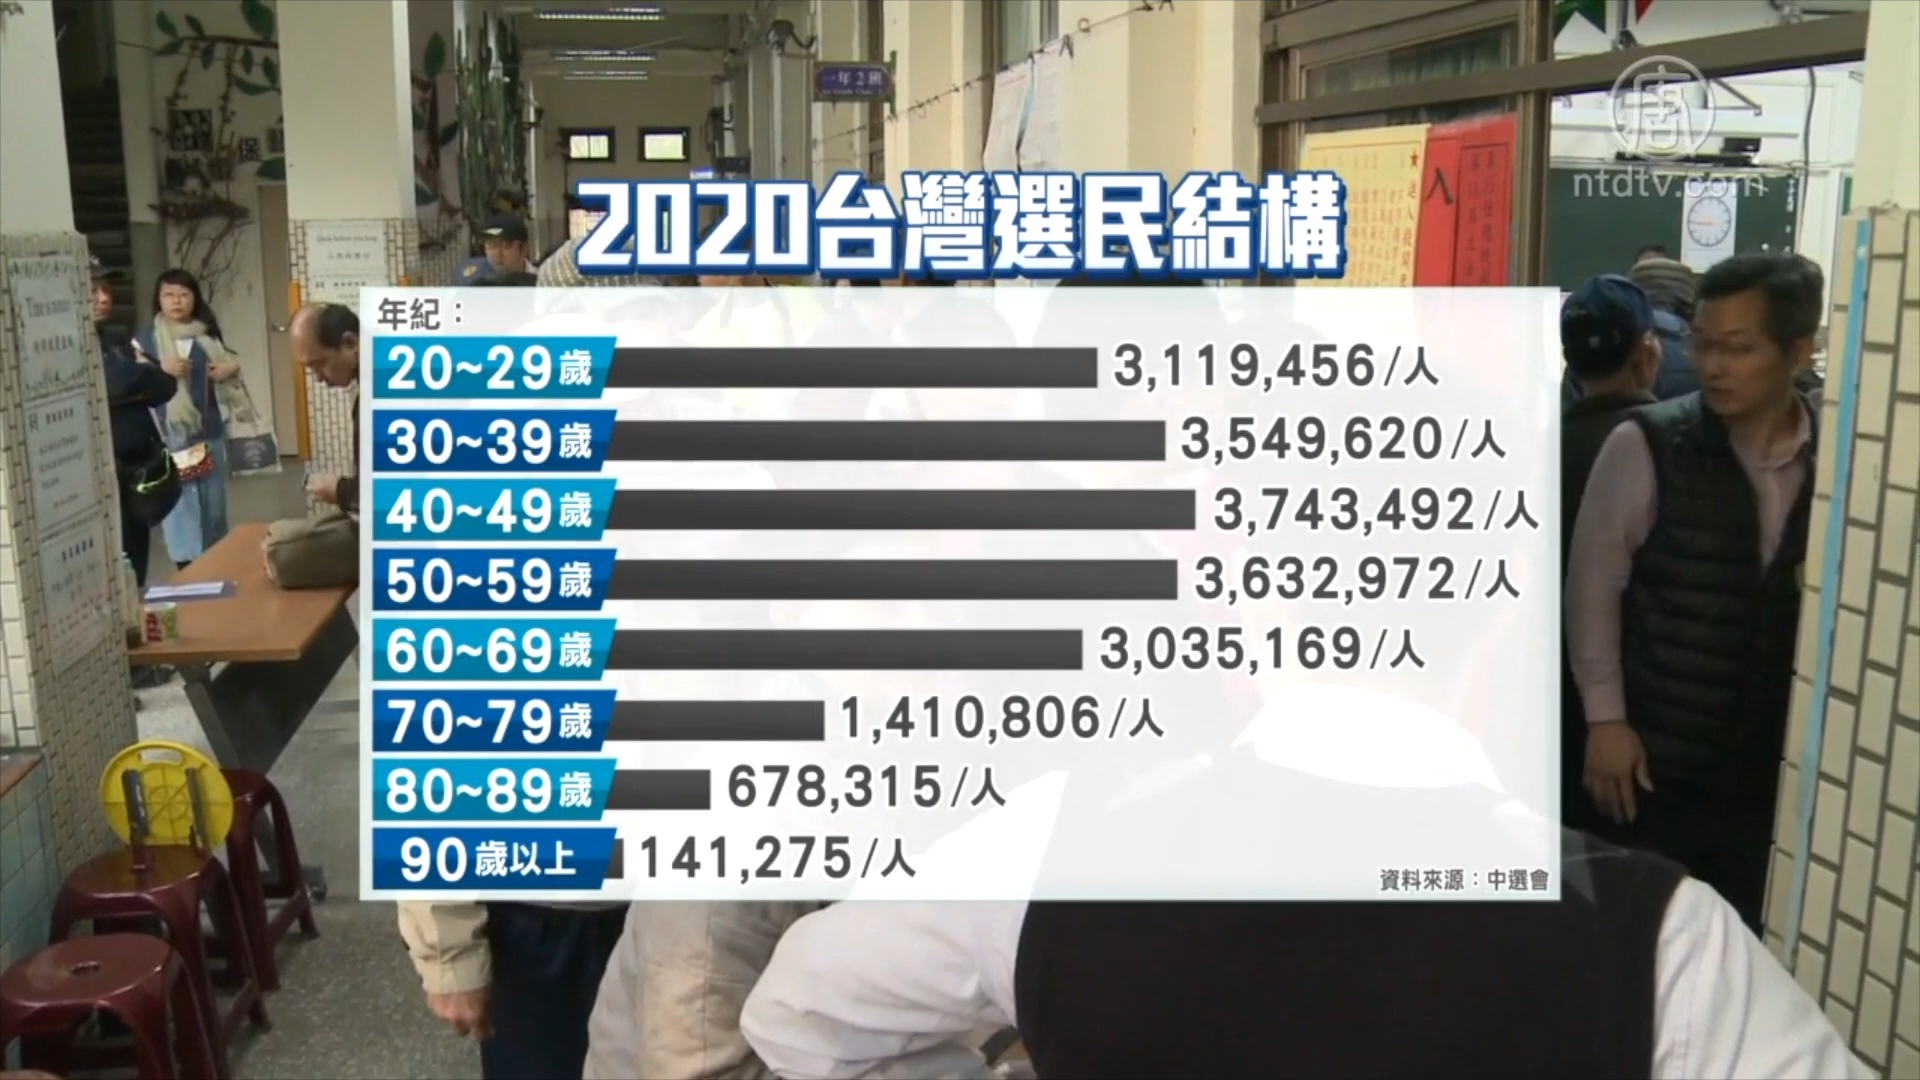 一年2班
ntdtv.com
2020台灣選民結構
年紀：
20~29歲 3,119,456/人
30~39歲 3,549,620/人
40~49歲 3,743,492/人
50~59歲 3,632,972/人
60~69歲 3,035,169/人
70~79歲 1,410,806/人
80~89歲 678,315/人
90歲以上 141,275/人
資料來源：中選會